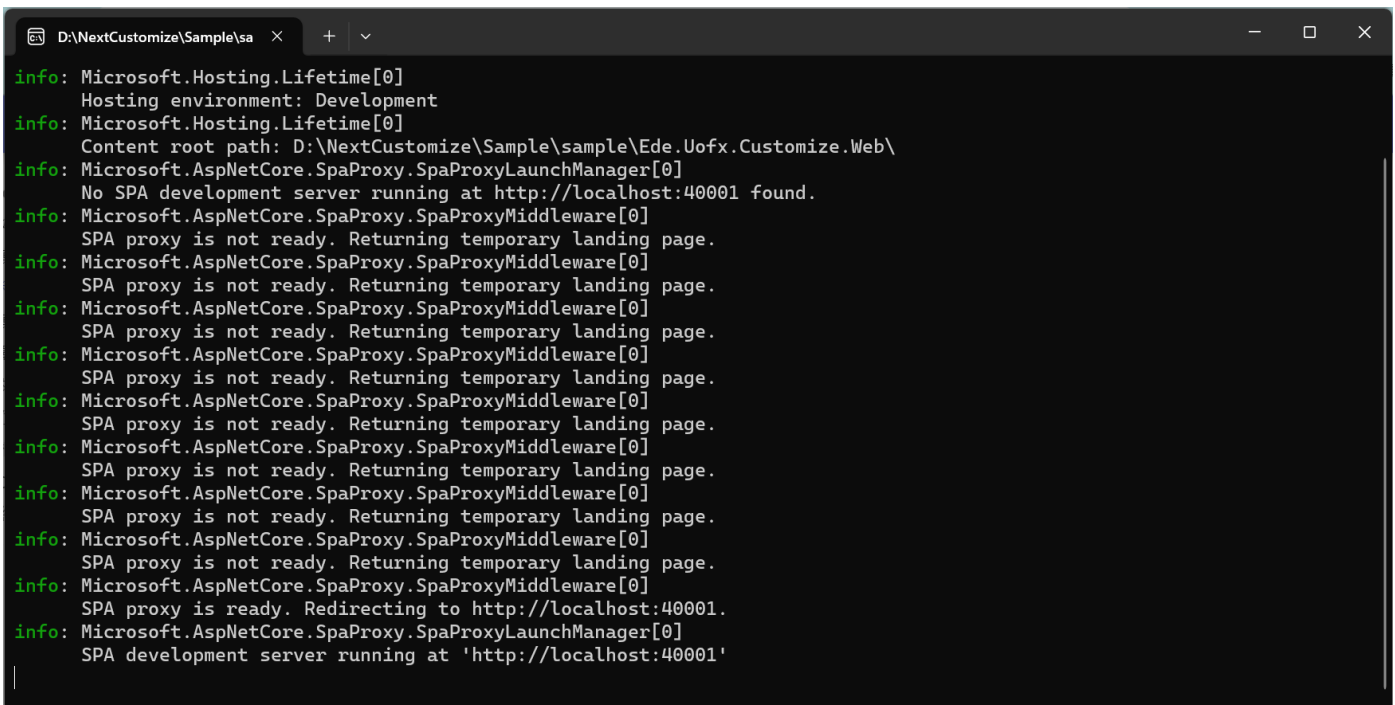 D:\NextCustomize\Sample\sa
info: Microsoft.Hosting.Lifetime[0]
Hosting environment: Development
info: Microsoft.Hosting.Lifetime[0]
Content root path: D:\NextCustomize\Sample\sample\Ede.Uofx.Customize.Web\
info: Microsoft.AspNetCore.SpaProxy.SpaProxyLaunchManager[0]
No SPA development server running at http://localhost:40001 found.
info: Microsoft.AspNetCore.SpaProxy.SpaProxyMiddleware[0]
SPA proxy is not ready. Returning temporary landing page.
info: Microsoft.AspNetCore.SpaProxy.SpaProxyMiddleware[0]
SPA proxy is not ready. Returning temporary landing page.
info: Microsoft.AspNetCore.SpaProxy.SpaProxyMiddleware[0]
SPA proxy is not ready. Returning temporary landing page.
info: Microsoft.AspNetCore.SpaProxy.SpaProxyMiddleware[0]
SPA proxy is not ready. Returning temporary landing page.
info: Microsoft.AspNetCore.SpaProxy.SpaProxyMiddleware[0]
SPA proxy is not ready. Returning temporary landing page.
info: Microsoft.AspNetCore.SpaProxy.SpaProxyMiddleware[0]
SPA proxy is not ready. Returning temporary landing page.
info: Microsoft.AspNetCore.SpaProxy.SpaProxyMiddleware[0]
SPA proxy is not ready. Returning temporary landing page.
info: Microsoft.AspNetCore.SpaProxy.SpaProxyMiddleware[0]
SPA proxy is not ready. Returning temporary landing page.
info: Microsoft.AspNetCore.SpaProxy.SpaProxyMiddleware[0]
SPA proxy is ready. Redirecting to http://localhost:40001.
info: Microsoft.AspNetCore.SpaProxy.SpaProxyLaunchManager[0]
SPA development server running at 'http://localhost:40001'